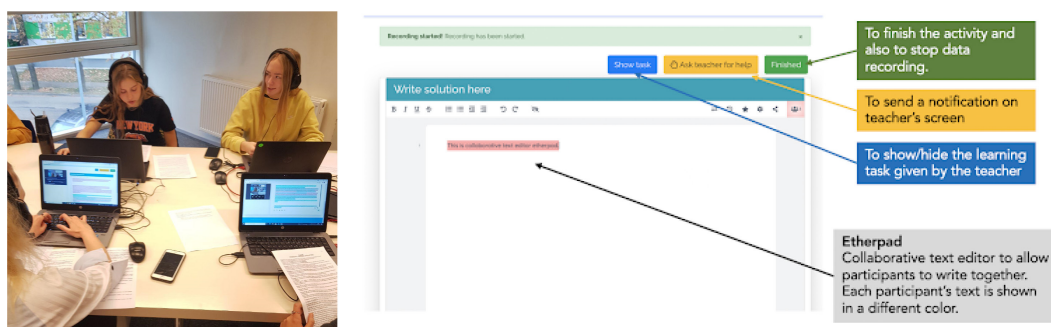 NEW YORK
Recording started! Recording has been started.
×
Show task
Ask teacher for help
Finished
Write solution here
B I U S
1
This is collaborative text editor etherpad.
To finish the activity and
also to stop data
recording.
To send a notification on
teacher's screen
To show/hide the learning
task given by the teacher
Etherpad
Collaborative text editor to allow
participants to write together.
Each participant's text is shown
in a different color.